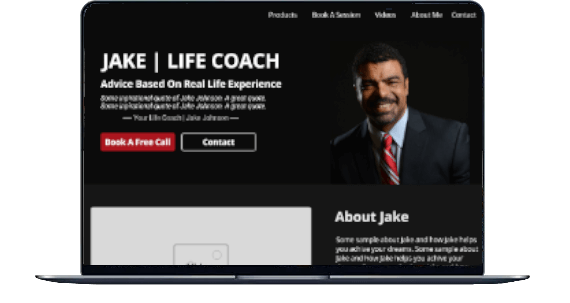 Products Book A Session Videos About Me Contact
JAKE | LIFE COACH
Advice Based On Real Life Experience
Some inspirational quote of Jake Johnson. A great quote.
Some inspirational quote of Jake Johnson. A great quote.
— Your Life Coach | Jake Johnson —
Book A Free Call Contact
About Jake
Some sample about Jake and how Jake helps
you achive your dreams. Some sample about
Jake and how Jake helps you achive your